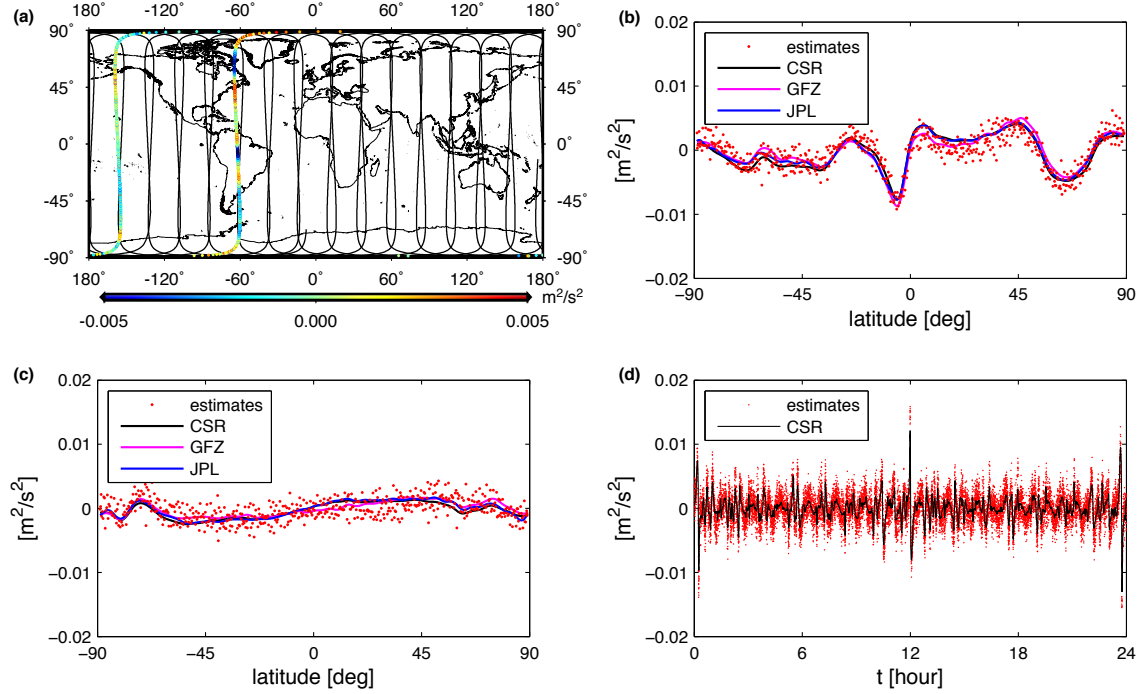 (a)
180° -120° -60° 0° 60° 120° 180°
90° 90°
45° 45°
0° 0°
-45° -45°
-90° -90°
180° -120° -60° 0° 60° 120° 180°
m²/s²
-0.005 0.000 0.005
(b)
0.02
0.01
0
−0.01
−0.02
[m²/s²]
estimates
CSR
GFZ
JPL
−90 −45 0 45 90
latitude [deg]
(c)
0.02
0.01
0
−0.01
−0.02
[m²/s²]
estimates
CSR
GFZ
JPL
−90 −45 0 45 90
latitude [deg]
(d)
0.02
0.01
0
−0.01
−0.02
[m²/s²]
estimates
CSR
0 6 12 18 24
t [hour]